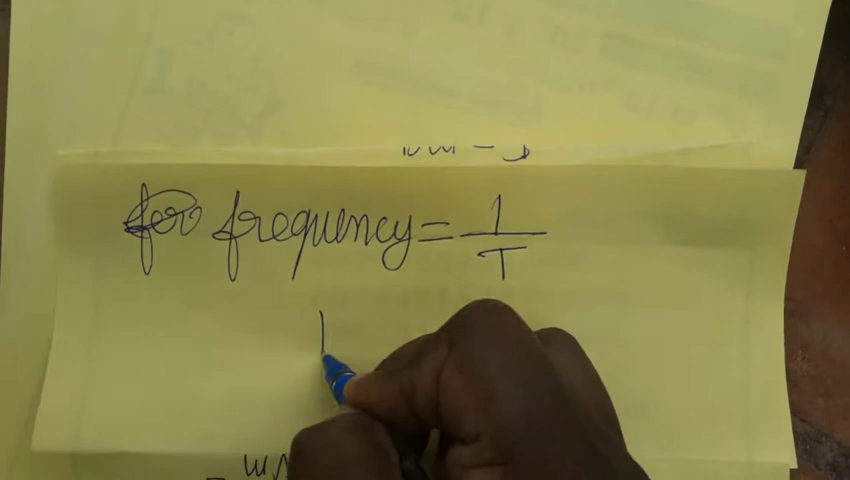 frequency = 1/T